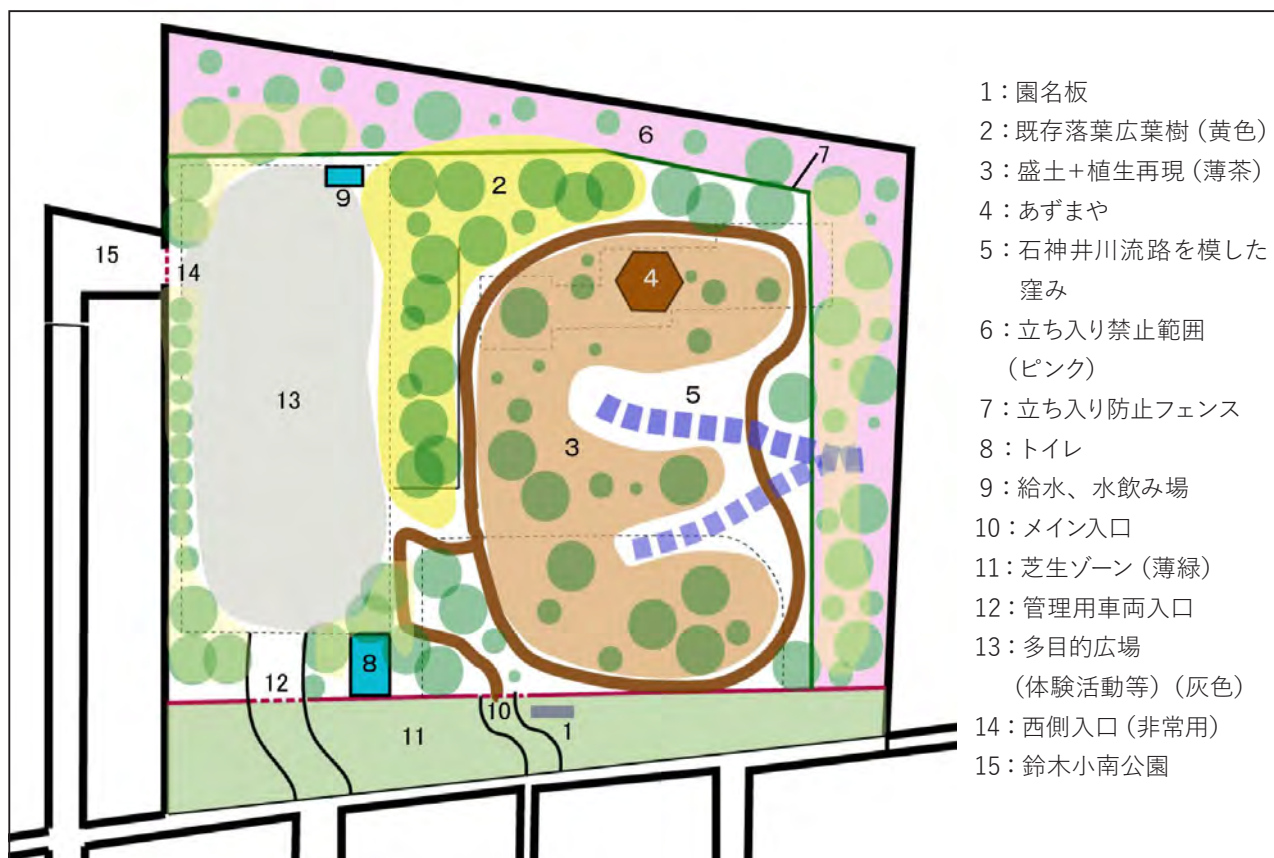 6
7
2
9
15
14
4
5
13
3
8
12
10
1
11
1：園名板
2：既存落葉広葉樹（黄色）
3：盛土+植生再現（薄茶）
4：あずまや
5：石神井川流路を模した
窪み
6：立ち入り禁止範囲
（ピンク）
7：立ち入り防止フェンス
8：トイレ
9：給水、水飲み場
10：メイン入口
11：芝生ゾーン（薄緑）
12：管理用車両入口
13：多目的広場
（体験活動等）（灰色）
14：西側入口（非常用）
15：鈴木小南公園